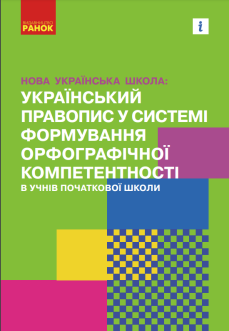 ВИДАВНИЦТВО
РАНОК
i
НОВА УКРАЇНСЬКА ШКОЛА:
УКРАЇНСЬКИЙ
ПРАВОПИС У СИСТЕМІ
ФОРМУВАННЯ
ОРФОГРАФІЧНОЇ
КОМПЕТЕНТНОСТІ
В УЧНІВ ПОЧАТКОВОЇ ШКОЛИ